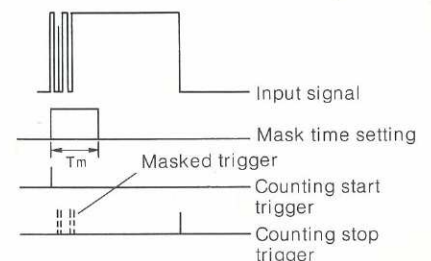 Input signal
Mask time setting
Tm
Masked trigger
Counting start
trigger
Counting stop
trigger